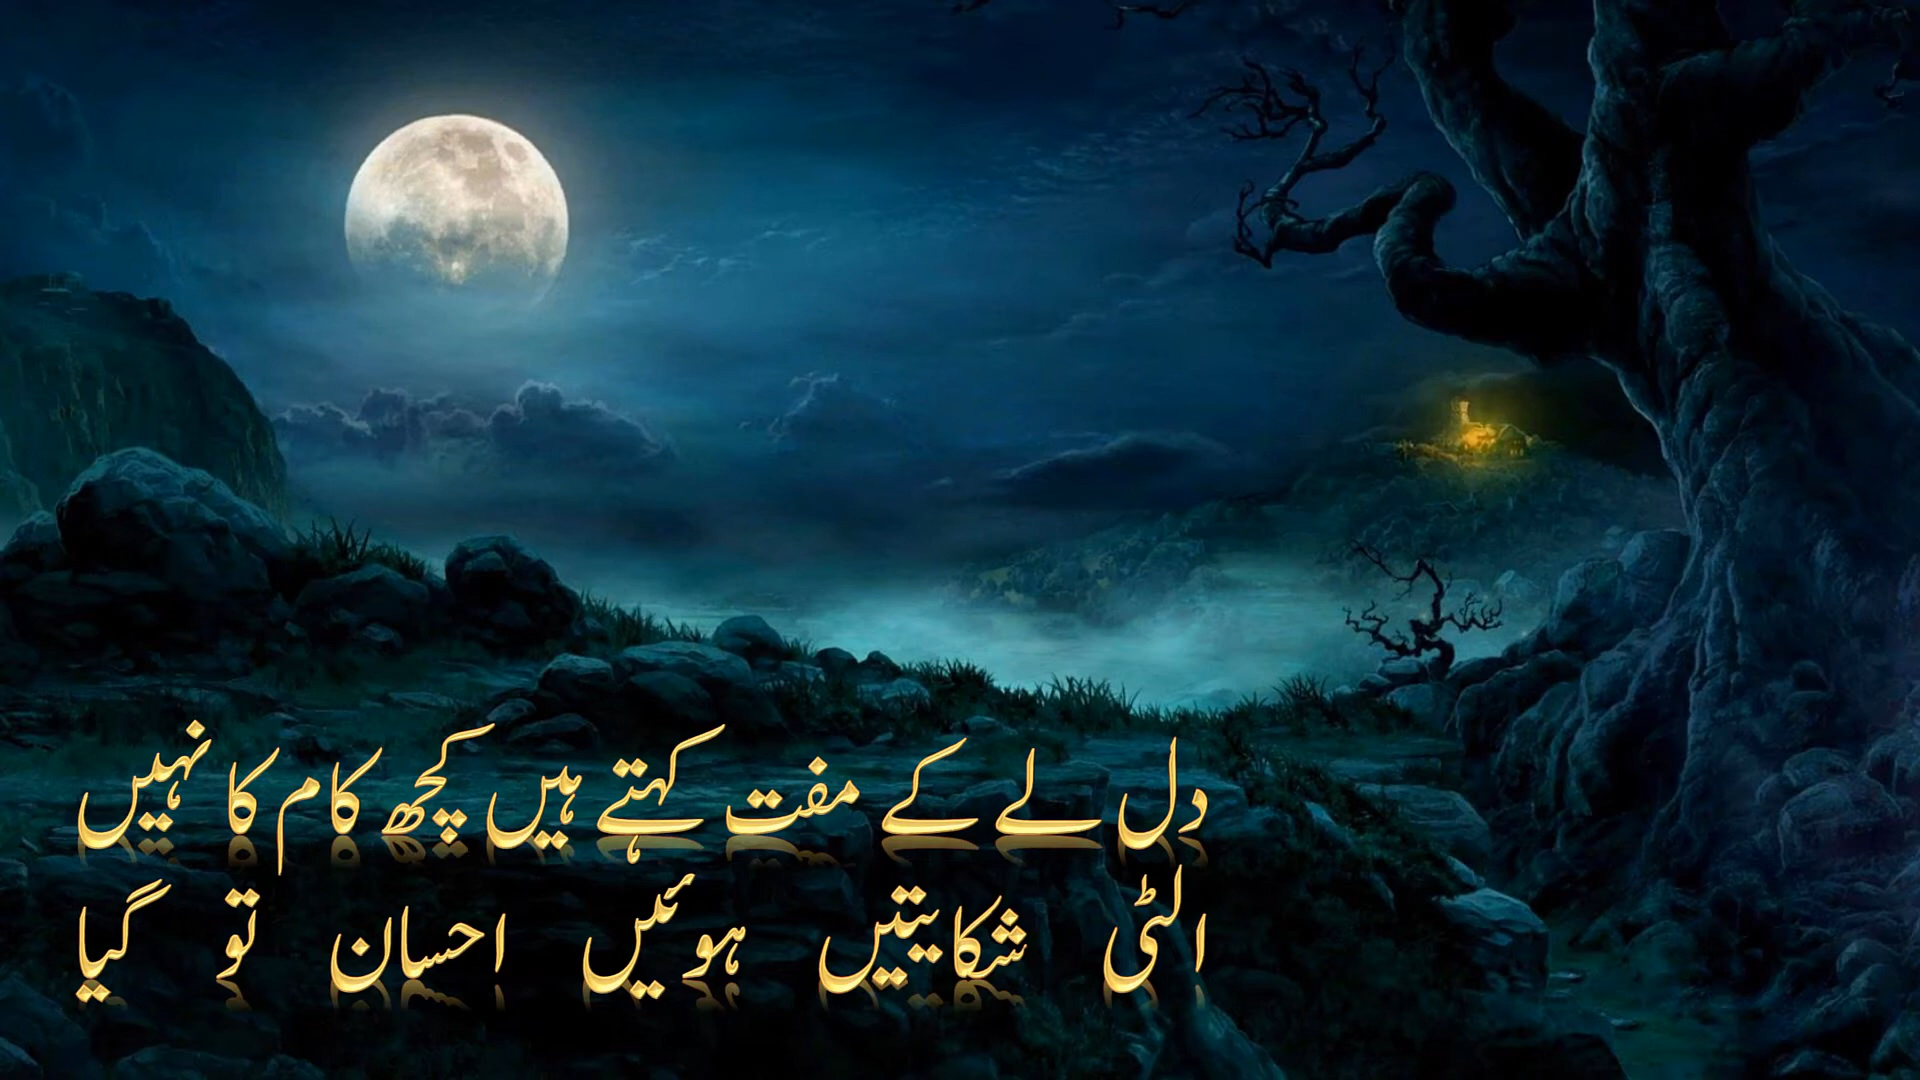 دل لے کے مفت کہتے ہیں کچھ کام کا نہیں
الٹی شکایتیں ہوئیں احسان تو گیا